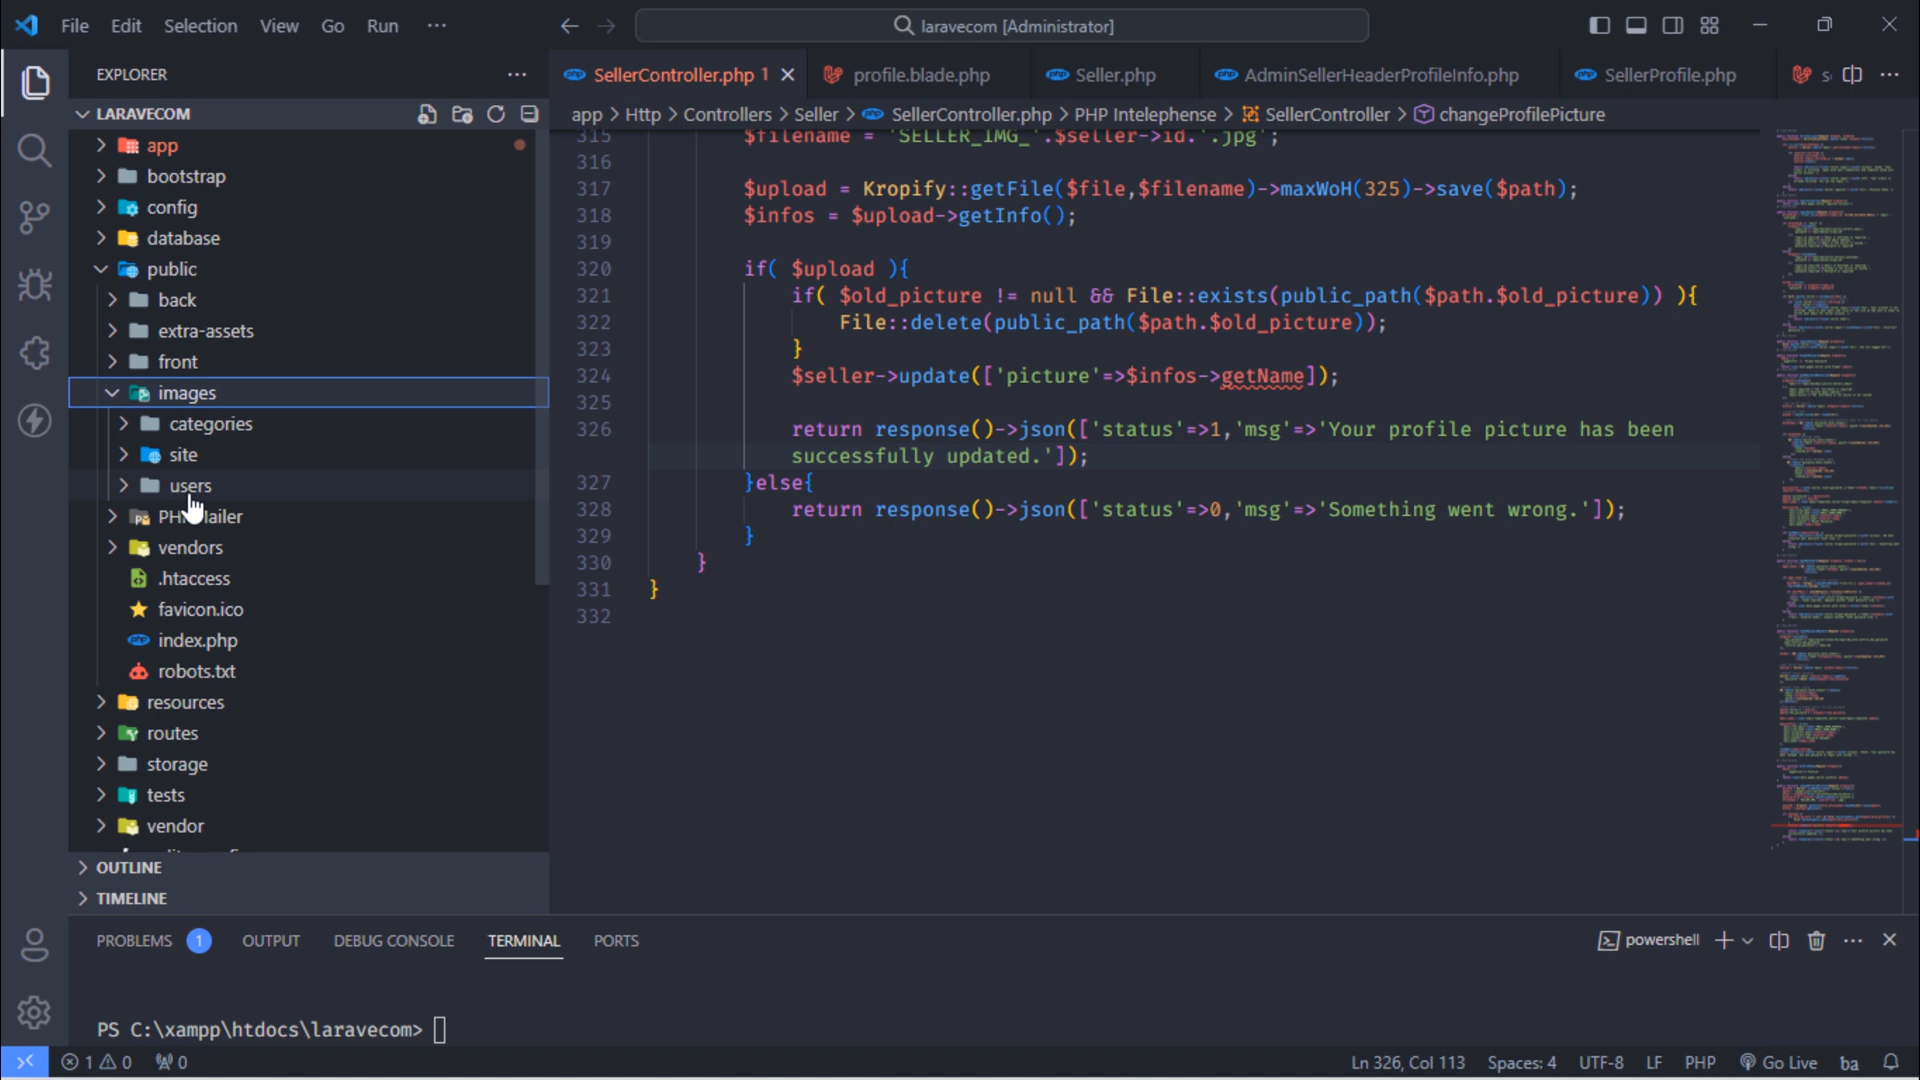 File Edit Selection View Go Run ···
laravecom [Administrator]
EXPLORER
LARAVECOM
app
bootstrap
config
database
public
back
extra-assets
front
images
categories
site
users
vendors
.htaccess
favicon.ico
index.php
robots.txt
resources
routes
storage
tests
vendor
OUTLINE
TIMELINE
SellerController.php 1
profile.blade.php
Seller.php
AdminSellerHeaderProfileInfo.php
SellerProfile.php
app > Http > Controllers > Seller > SellerController.php > PHP Intelephense > SellerController > changeProfilePicture
315 $filename = 'SELLER_IMG_'.$seller->id.'.jpg';
316
317 $upload = Kropify::getFile($file,$filename)->maxWoH(325)->save($path);
318 $infos = $upload->getInfo();
319
320 if( $upload ){
321 if( $old_picture != null && File::exists(public_path($path.$old_picture)) ){
322 File::delete(public_path($path.$old_picture));
323 }
324 $seller->update(['picture'=>$infos->getName]);
325
326 return response()->json(['status'=>1,'msg'=>'Your profile picture has been
successfully updated.']);
327 }else{
328 return response()->json(['status'=>0,'msg'=>'Something went wrong.']);
329 }
330 }
331 }
332
PROBLEMS 1 OUTPUT DEBUG CONSOLE TERMINAL PORTS
powershell
PS C:\xampp\htdocs\laravecom>
1 0 0
Ln 326, Col 113 Spaces: 4 UTF-8 LF PHP Go Live ba